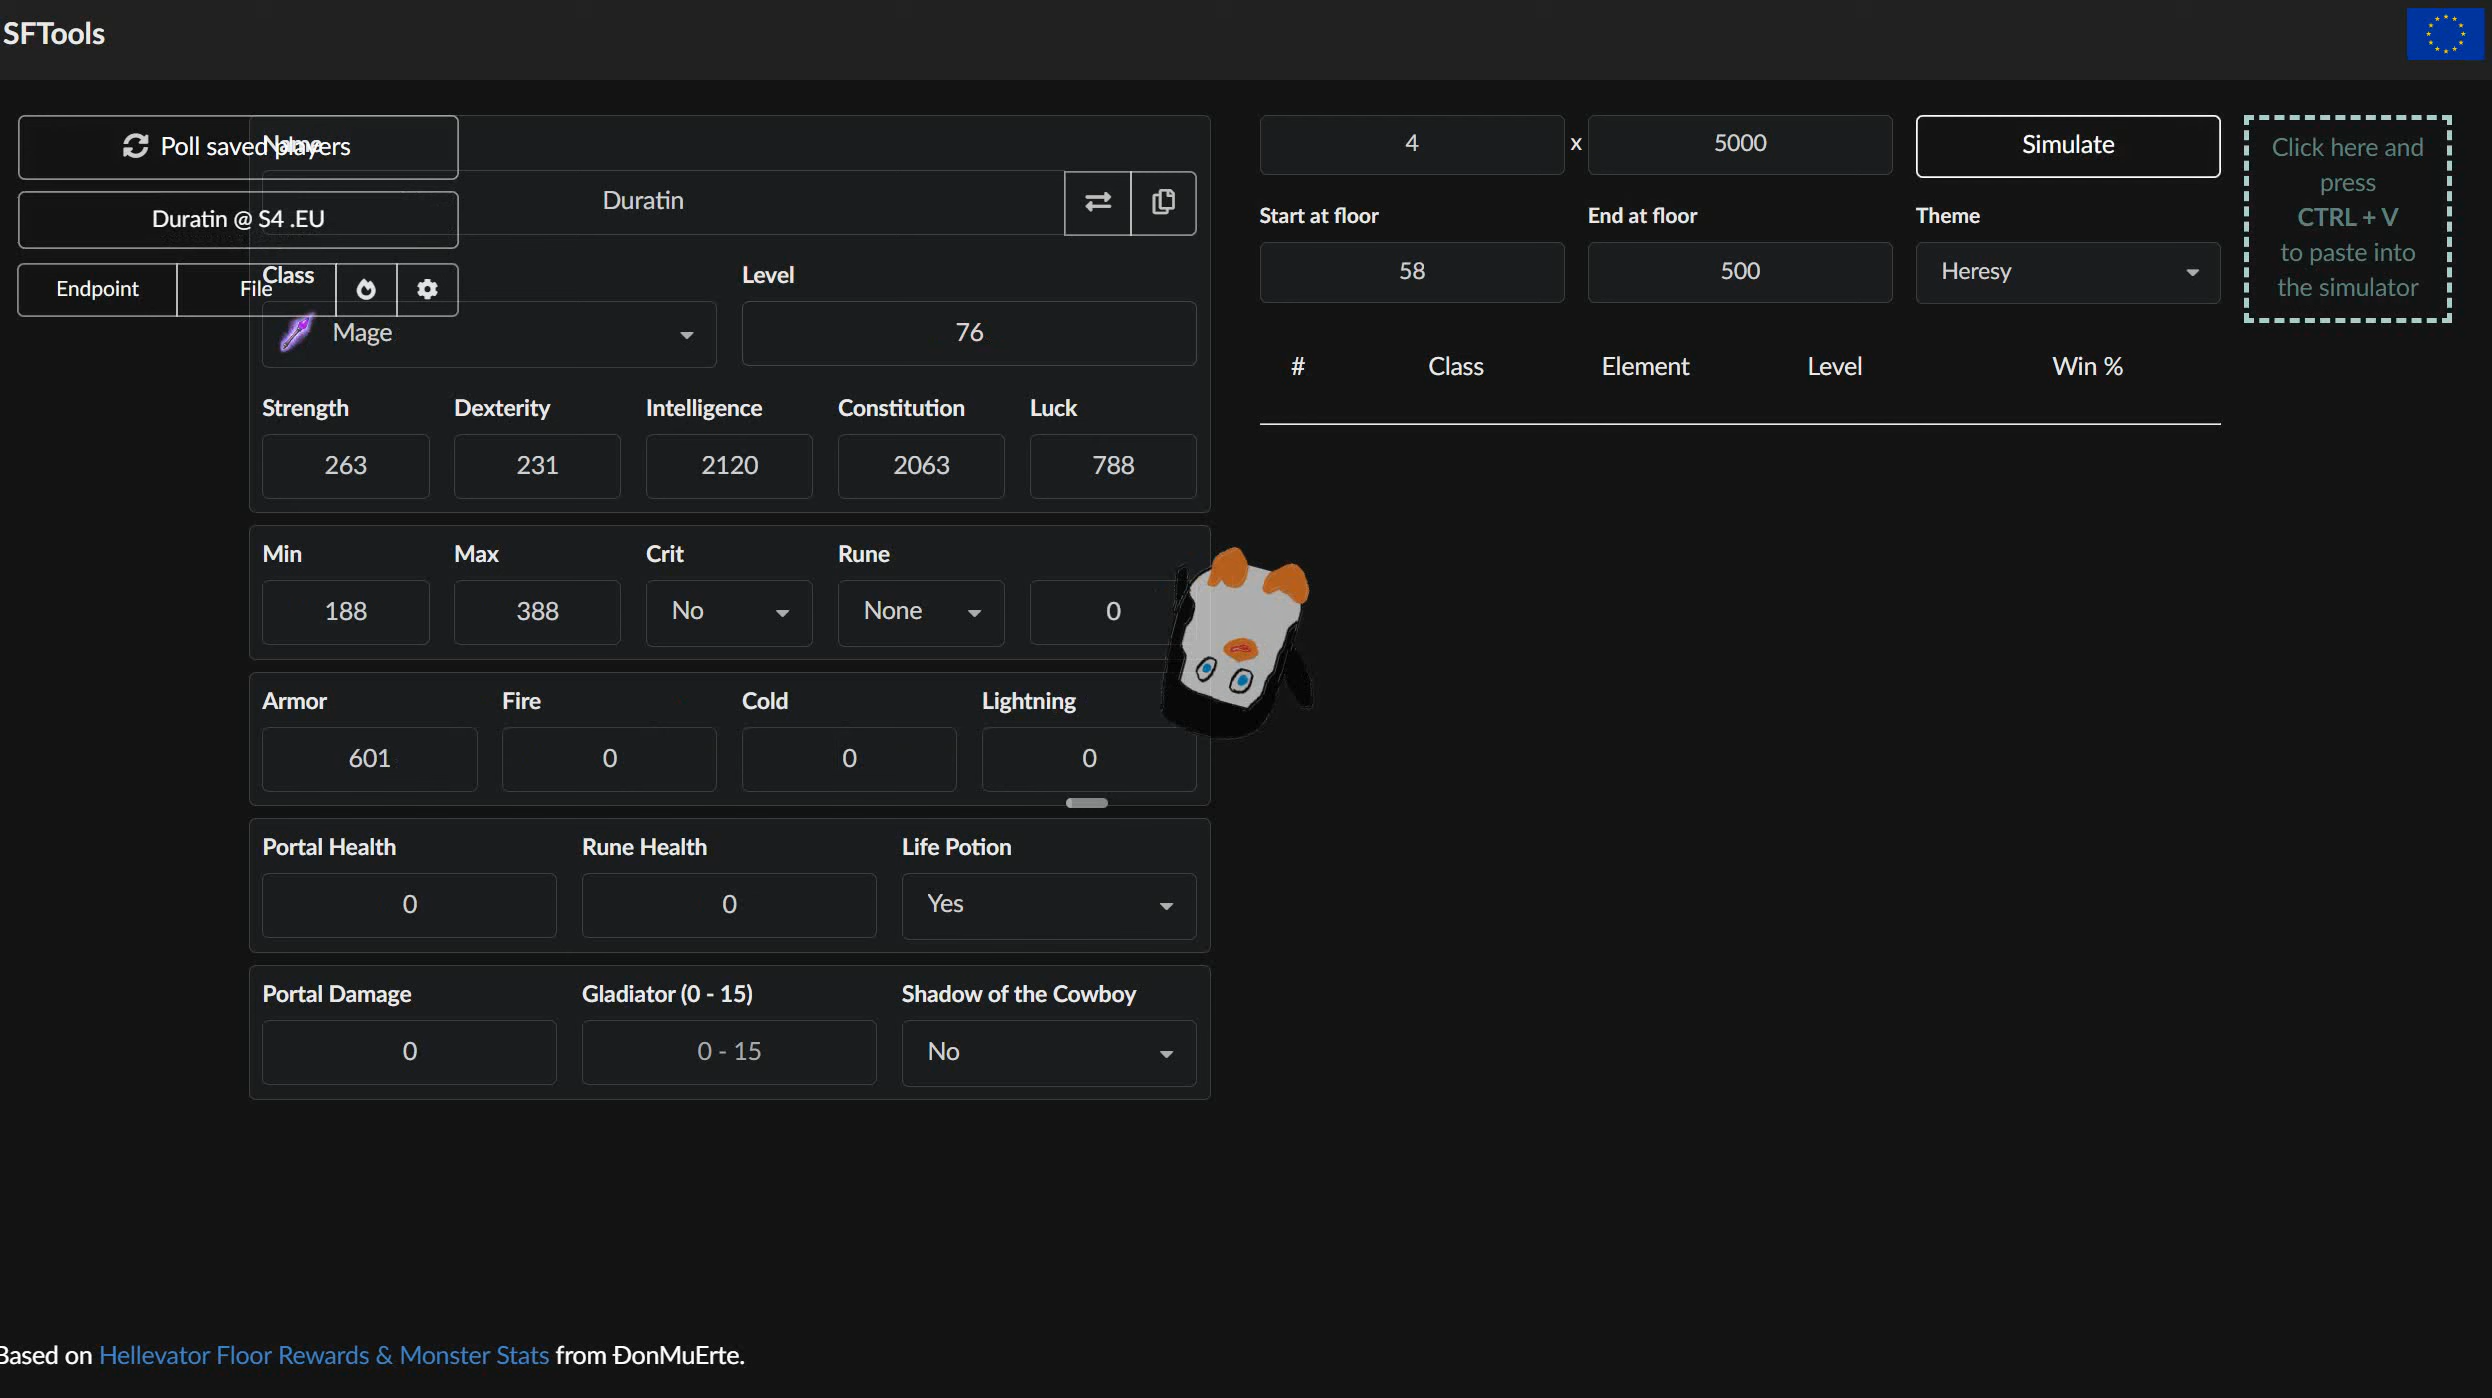 SFTools
Poll saved players
Duratin @ S4 .EU
Endpoint File
Name
Duratin
Class Level
Mage 76
Strength Dexterity Intelligence Constitution Luck
263 231 2120 2063 788
Min Max Crit Rune
188 388 No None 0
Armor Fire Cold Lightning
601 0 0 0
Portal Health Rune Health Life Potion
0 0 Yes
Portal Damage Gladiator (0 - 15) Shadow of the Cowboy
0 0 - 15 No
4 x 5000 Simulate
Start at floor End at floor Theme
58 500 Heresy
# Class Element Level Win %
Click here and
press
CTRL + V
to paste into
the simulator
Based on Hellevator Floor Rewards & Monster Stats from ĐonMuErte.